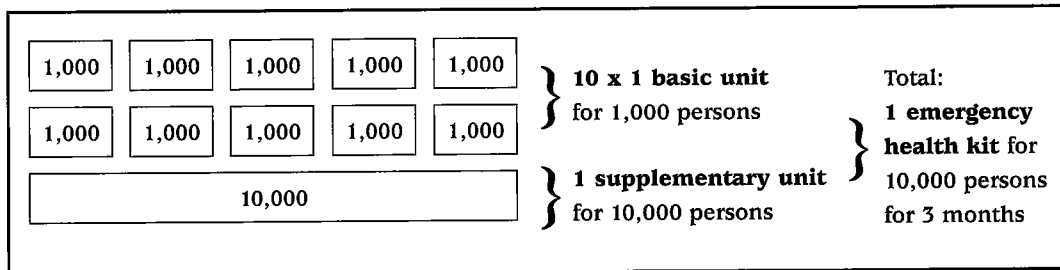 1,000 1,000 1,000 1,000 1,000
1,000 1,000 1,000 1,000 1,000
10,000
10 x 1 basic unit
for 1,000 persons
1 supplementary unit
for 10,000 persons
Total:
1 emergency
health kit for
10,000 persons
for 3 months